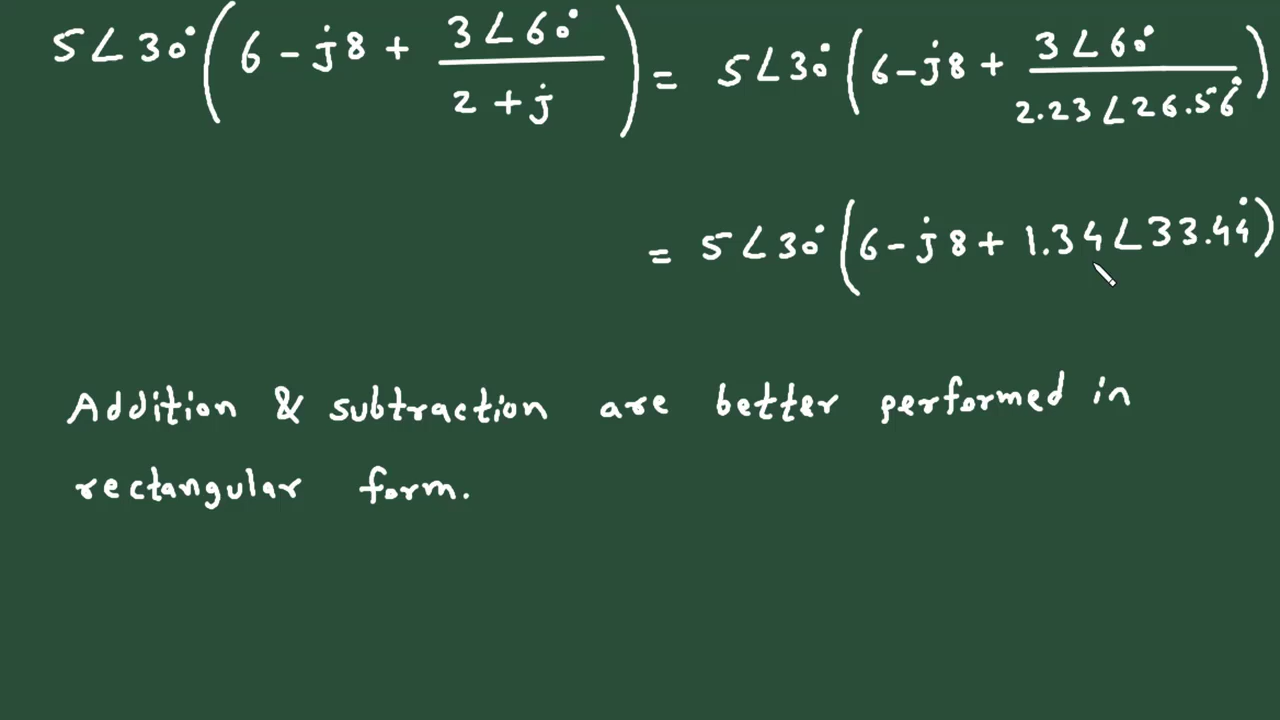 5∠30°(6 - j8 + 3∠60° / 2 + j) = 5∠30°(6 - j8 + 3∠60° / 2.23∠26.56°)
= 5∠30°(6 - j8 + 1.34∠33.44°)
Addition & subtraction are better performed in
rectangular form.